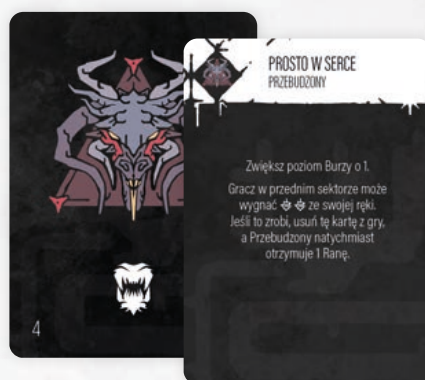 PROSTO W SERCE
PRZEBUDZONY
Zwiększ poziom Burzy o 1.
Gracz w przednim sektorze może
wygnać ze swojej ręki.
Jeśli to zrobi, usuń tę kartę z gry,
a Przebudzony natychmiast
otrzymuje 1 Ranę.
4